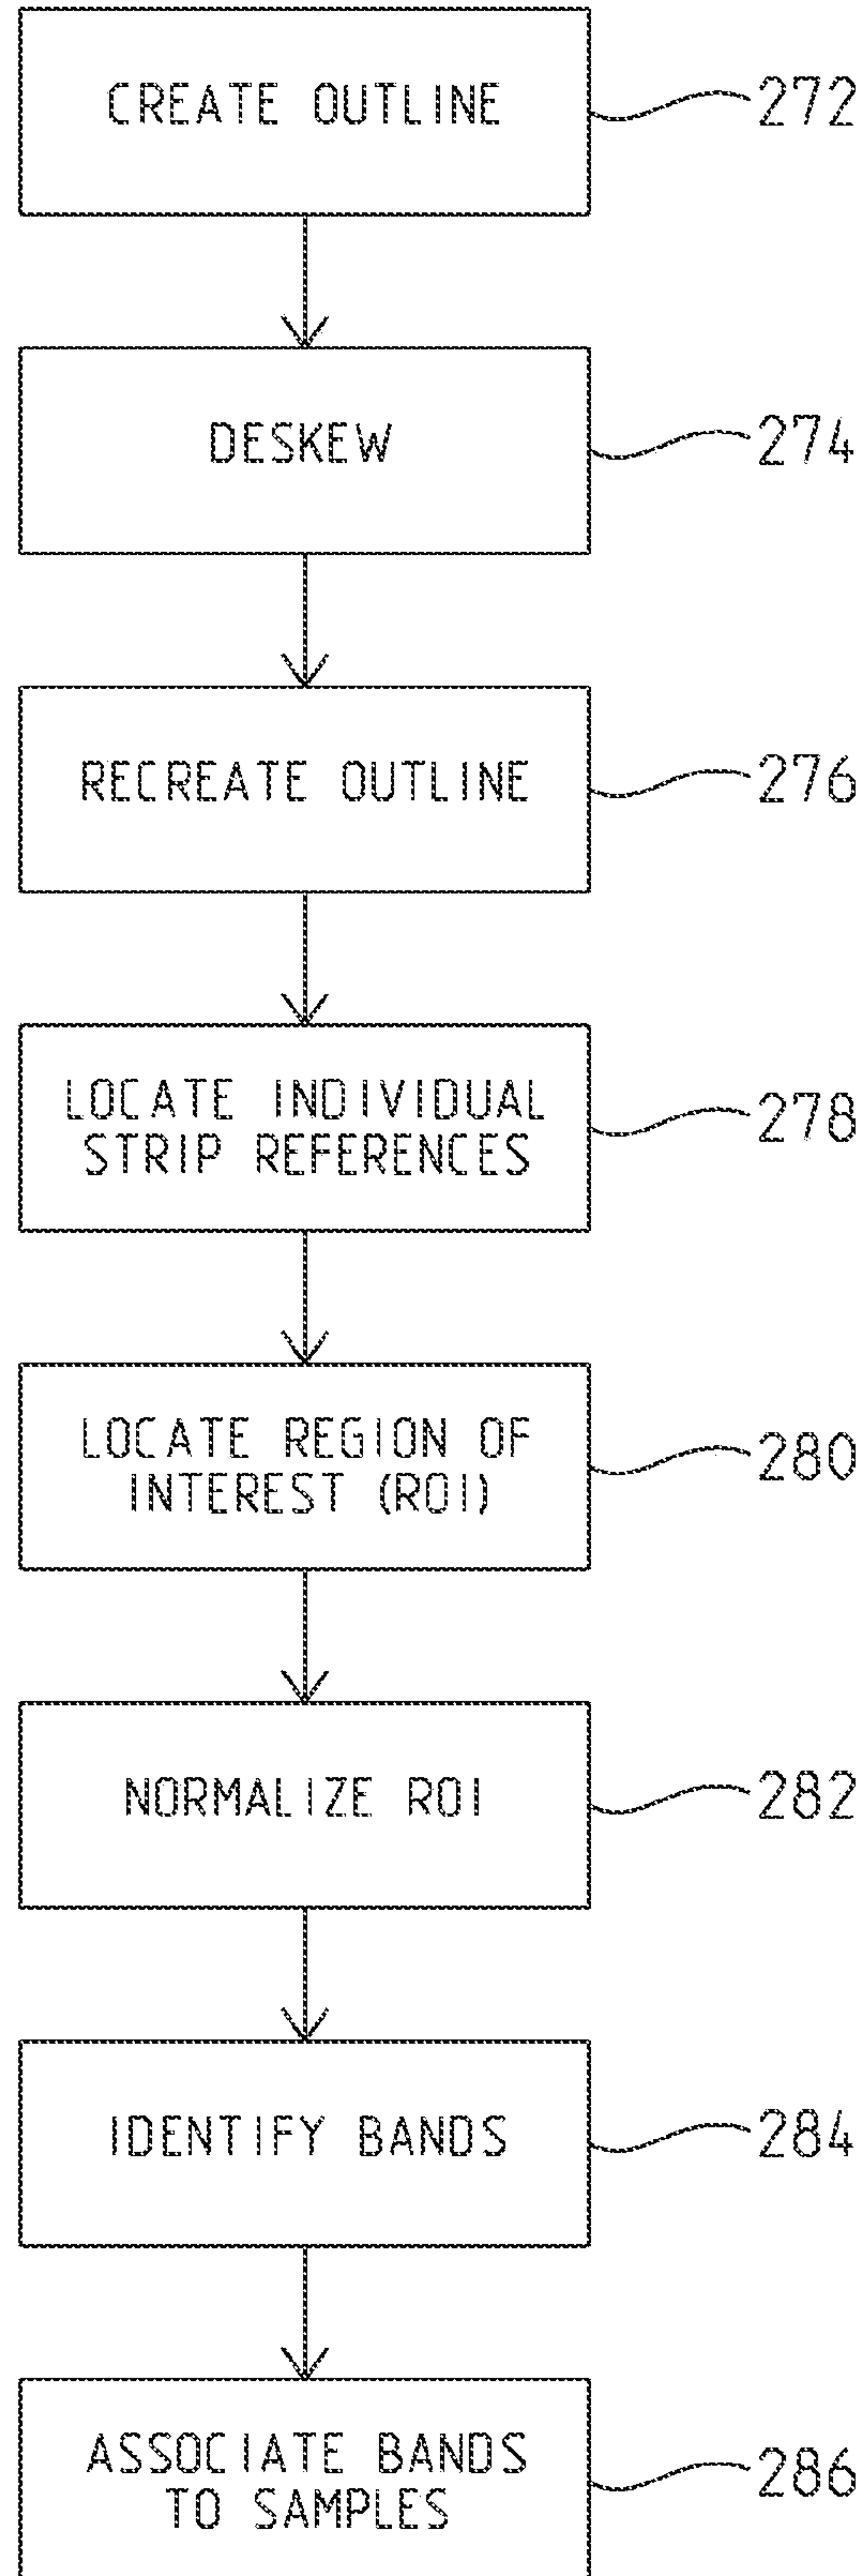 CREATE OUTLINE
272
DESKEW
274
RECREATE OUTLINE
276
LOCATE INDIVIDUAL
STRIP REFERENCES
278
LOCATE REGION OF
INTEREST (ROI)
280
NORMALIZE ROI
282
IDENTIFY BANDS
284
ASSOCIATE BANDS
TO SAMPLES
286